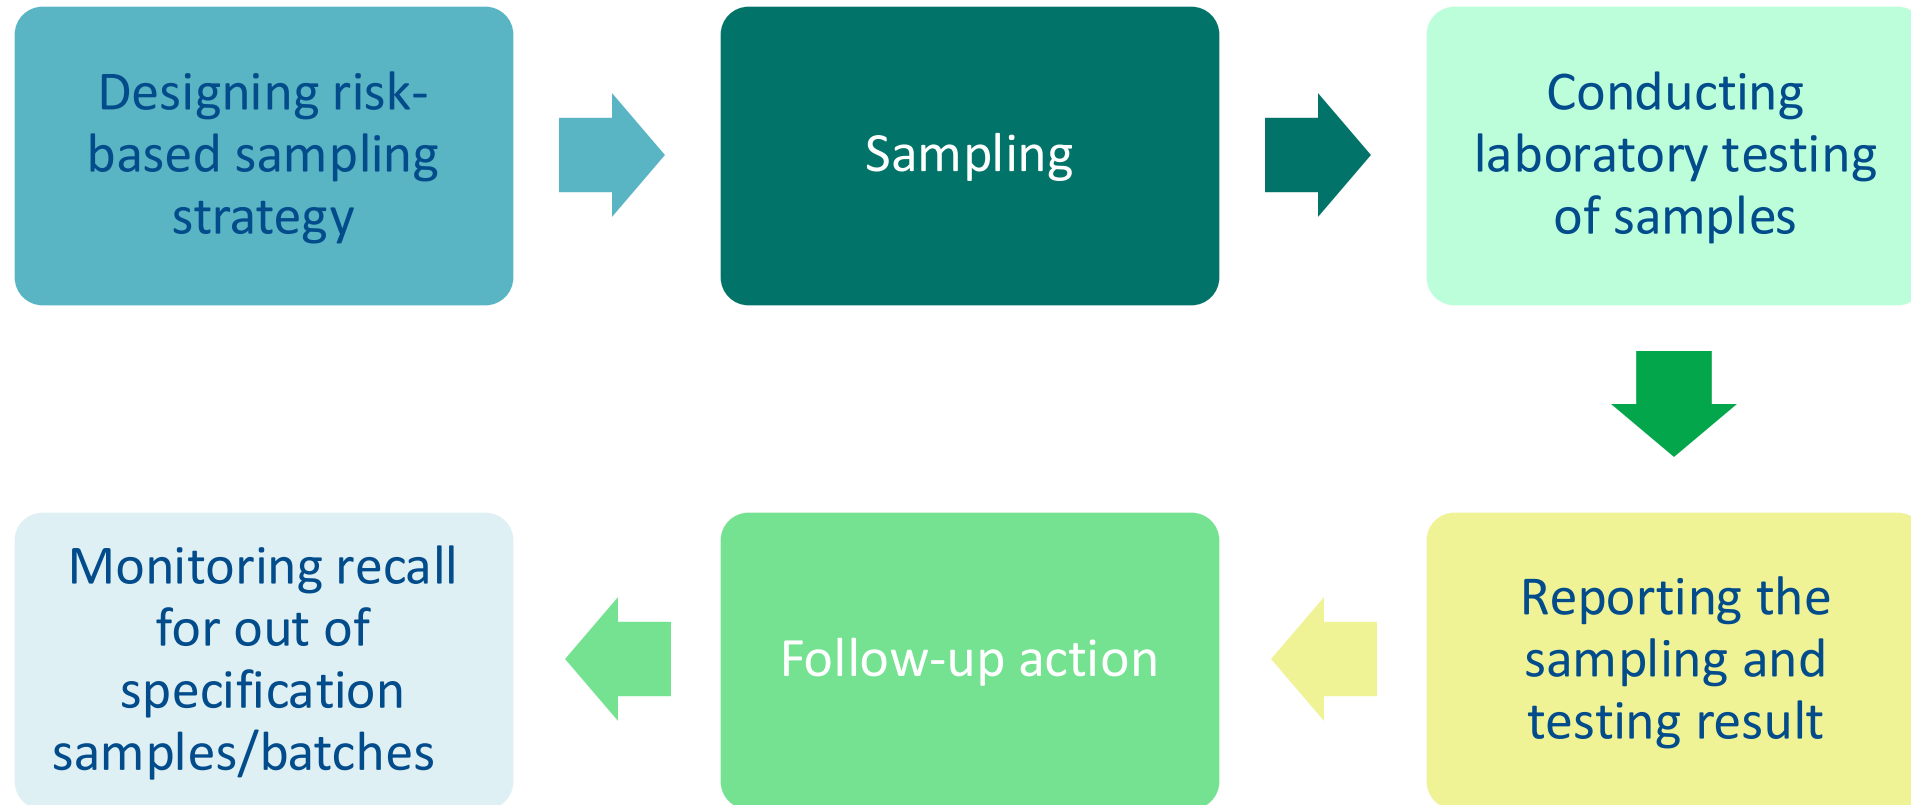 Designing risk-
based sampling
strategy
Sampling
Conducting
laboratory testing
of samples
Reporting the
sampling and
testing result
Follow-up action
Monitoring recall
for out of
specification
samples/batches